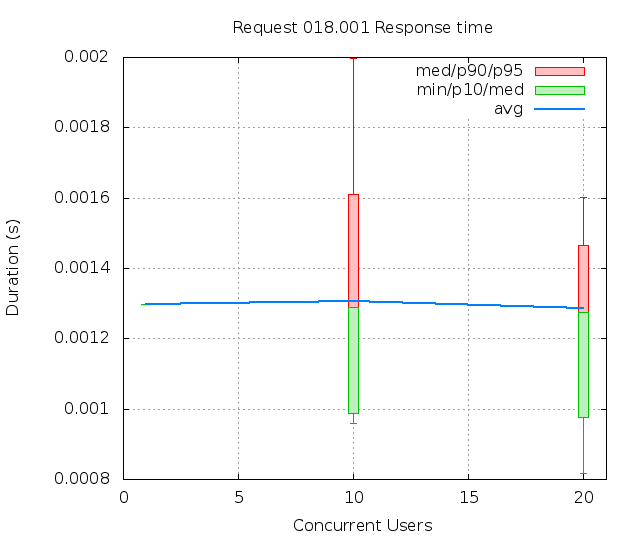 Request 018.001 Response time
0.002
med/p90/p95
min/p10/med
avg
0.0018
0.0016
0.0014
0.0012
0.001
0.0008
Duration (s)
0 5 10 15 20
Concurrent Users